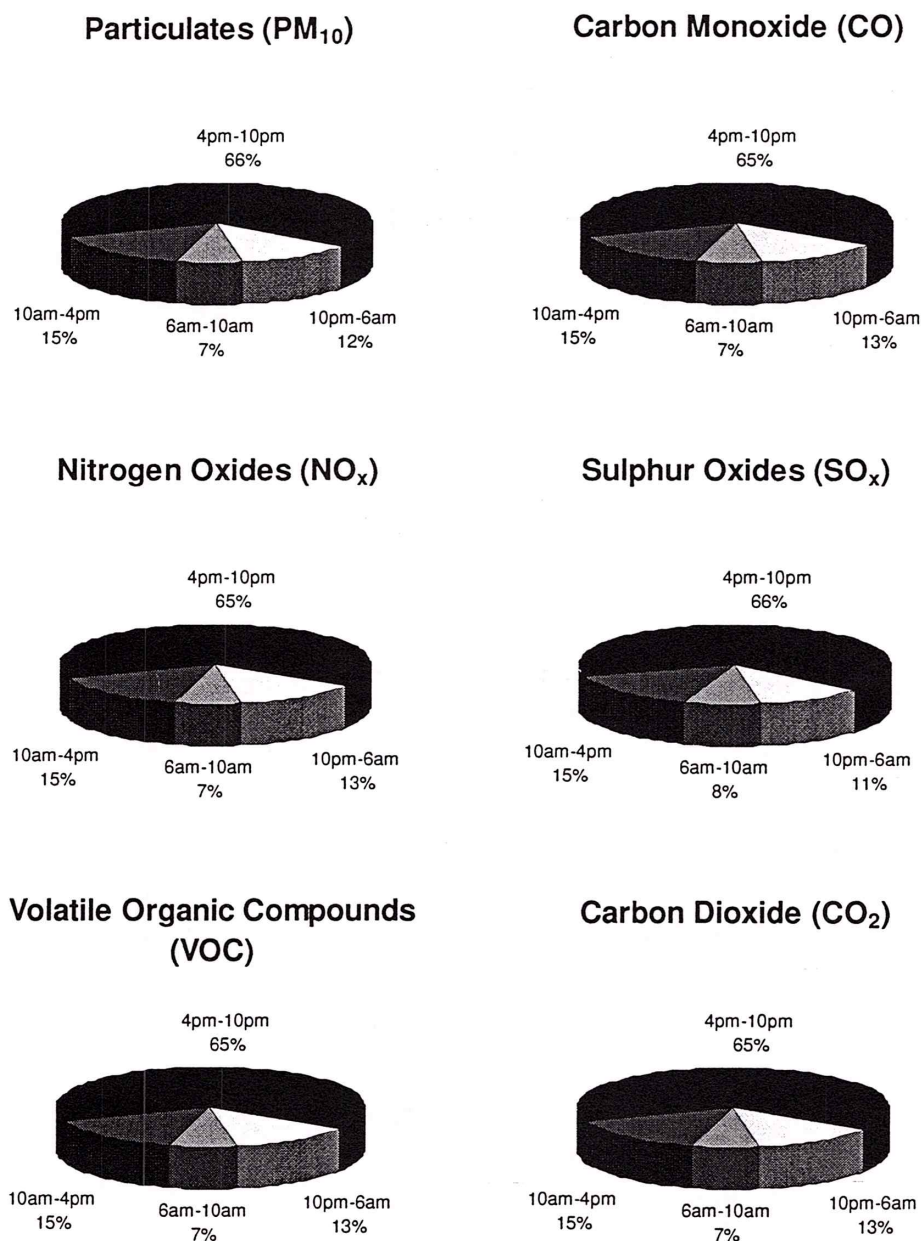 Particulates (PM₁₀)
4pm-10pm
66%
10am-4pm
15%
6am-10am
7%
10pm-6am
12%
Carbon Monoxide (CO)
4pm-10pm
65%
10am-4pm
15%
6am-10am
7%
10pm-6am
13%
Nitrogen Oxides (NOₓ)
4pm-10pm
65%
10am-4pm
15%
6am-10am
7%
10pm-6am
13%
Sulphur Oxides (SOₓ)
4pm-10pm
66%
10am-4pm
15%
6am-10am
8%
10pm-6am
11%
Volatile Organic Compounds
(VOC)
4pm-10pm
65%
10am-4pm
15%
6am-10am
7%
10pm-6am
13%
Carbon Dioxide (CO₂)
4pm-10pm
65%
10am-4pm
15%
6am-10am
7%
10pm-6am
13%